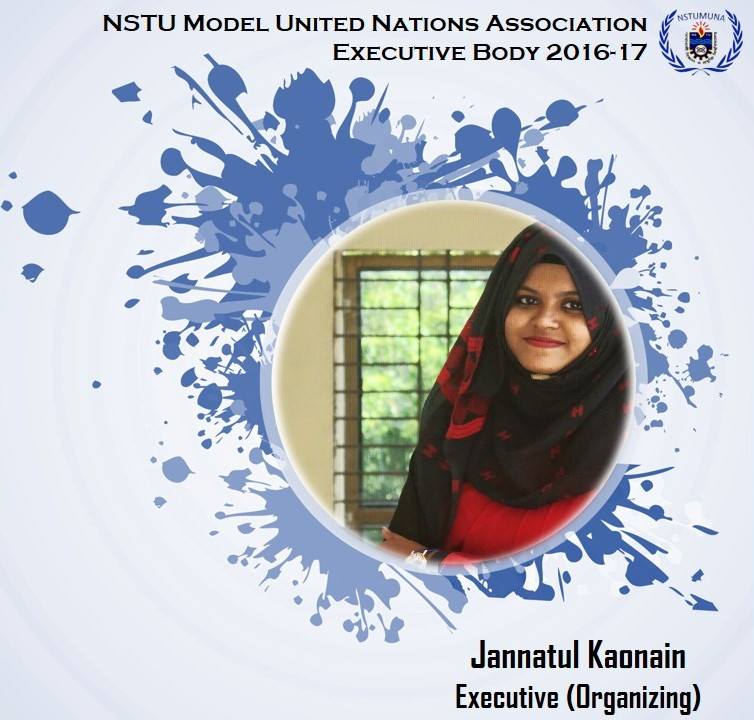 NSTU Model United Nations Association
Executive Body 2016-17
NSTUMUNA
Jannatul Kaonain
Executive (Organizing)